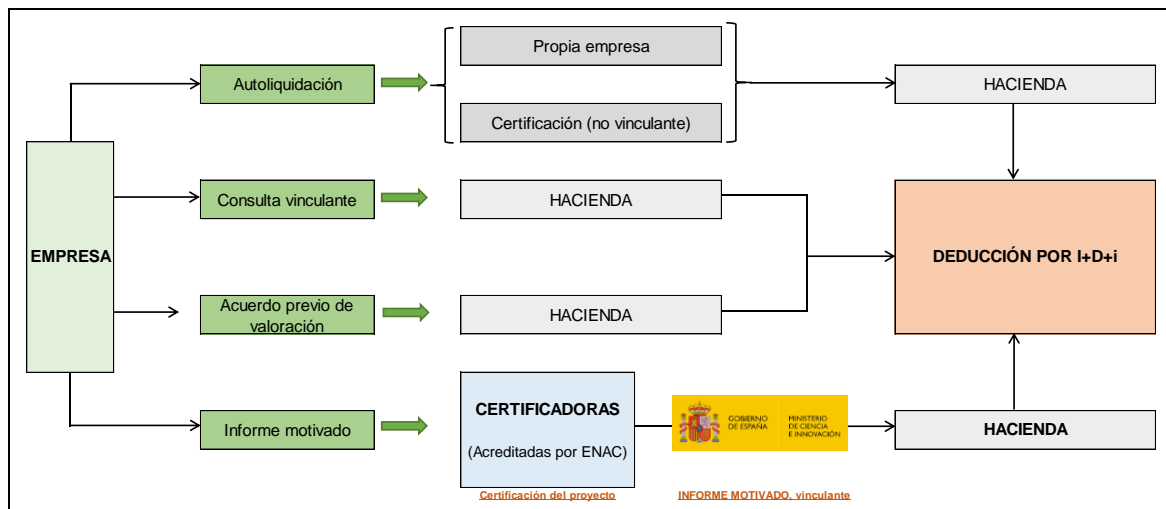 Propia empresa
Autoliquidación
HACIENDA
Certificación (no vinculante)
Consulta vinculante
HACIENDA
EMPRESA
DEDUCCIÓN POR I+D+i
Acuerdo previo de
valoración
HACIENDA
CERTIFICADORAS
(Acreditadas por ENAC)
Informe motivado
GOBIERNO
DE ESPAÑA
MINISTERIO
DE CIENCIA
E INNOVACIÓN
HACIENDA
Certificación del proyecto
INFORME MOTIVADO, vinculante